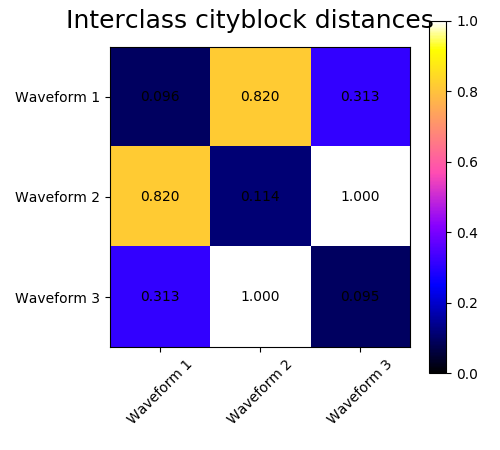 Interclass cityblock distances
Waveform 1
0.096
0.820
0.313
Waveform 2
0.820
0.114
1.000
Waveform 3
0.313
1.000
0.095
Waveform 1
Waveform 2
Waveform 3
1.0
0.8
0.6
0.4
0.2
0.0